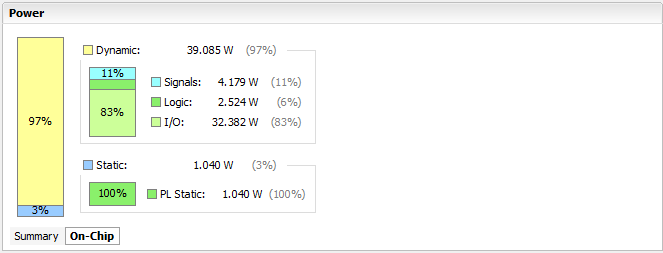 Power
97%
3%
Dynamic: 39.085 W (97%)
11%
83%
Signals: 4.179 W (11%)
Logic: 2.524 W (6%)
I/O: 32.382 W (83%)
Static: 1.040 W (3%)
100%
PL Static: 1.040 W (100%)
Summary On-Chip